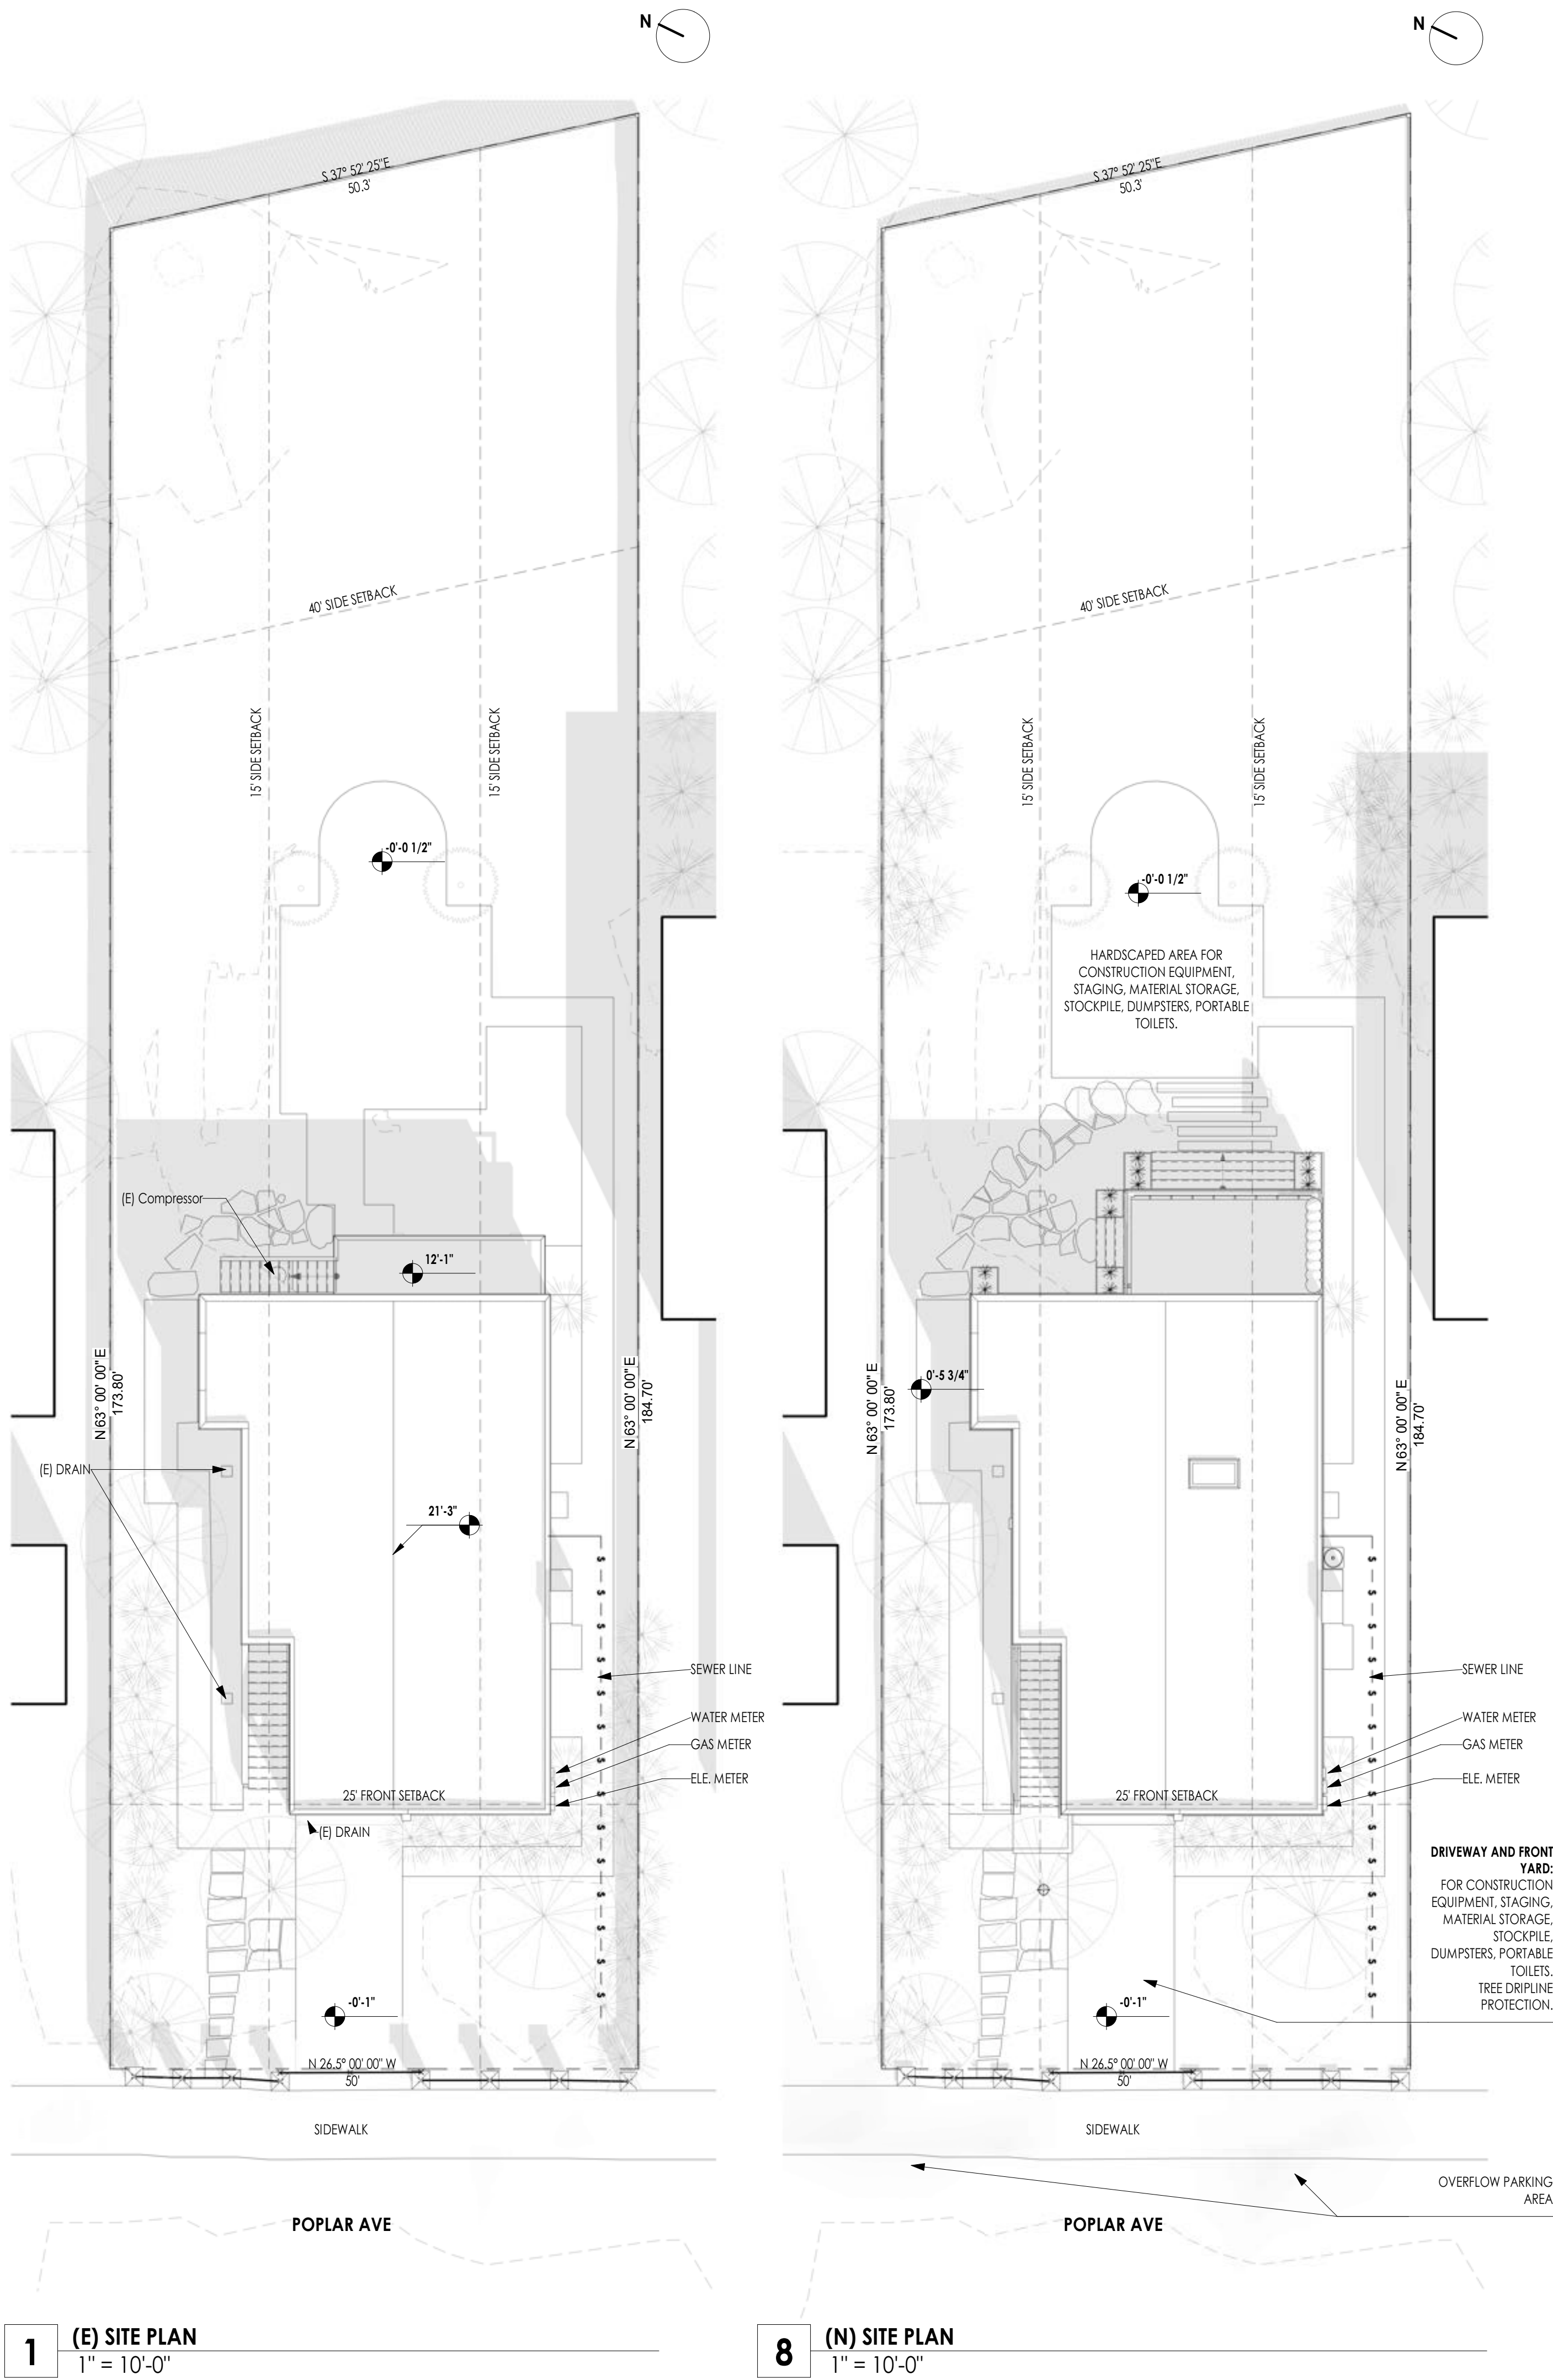 N
S 37° 52' 25"E
50.3'
40' SIDE SETBACK
15' SIDE SETBACK
15' SIDE SETBACK
-0'-0 1/2"
(E) Compressor
12'-1"
N 63° 00' 00" E
173.80'
N 63° 00' 00" E
184.70'
(E) DRAIN
21'-3"
S
S
S
S
S
S
S
S
S
S
S
S
S
S
SEWER LINE
WATER METER
GAS METER
ELE. METER
25' FRONT SETBACK
(E) DRAIN
-0'-1"
N 26.5° 00' 00" W
50'
SIDEWALK
POPLAR AVE
1
(E) SITE PLAN
1" = 10'-0"
N
S 37° 52' 25"E
50.3'
40' SIDE SETBACK
15' SIDE SETBACK
15' SIDE SETBACK
-0'-0 1/2"
HARDSCAPED AREA FOR
CONSTRUCTION EQUIPMENT,
STAGING, MATERIAL STORAGE,
STOCKPILE, DUMPSTERS, PORTABLE
TOILETS.
N 63° 00' 00" E
173.80'
0'-5 3/4"
N 63° 00' 00" E
184.70'
S
S
S
S
S
S
S
S
S
S
S
S
S
S
SEWER LINE
WATER METER
GAS METER
ELE. METER
25' FRONT SETBACK
DRIVEWAY AND FRONT
YARD:
FOR CONSTRUCTION
EQUIPMENT, STAGING,
MATERIAL STORAGE,
STOCKPILE,
DUMPSTERS, PORTABLE
TOILETS.
TREE DRIPLINE
PROTECTION.
-0'-1"
N 26.5° 00' 00" W
50'
SIDEWALK
OVERFLOW PARKING
AREA
POPLAR AVE
8
(N) SITE PLAN
1" = 10'-0"